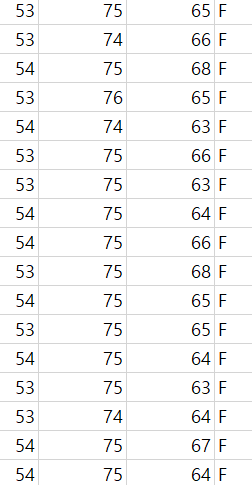 53 75 65 F
53 74 66 F
54 75 68 F
53 76 65 F
54 74 63 F
53 75 66 F
53 75 63 F
54 75 64 F
54 75 66 F
53 75 68 F
54 75 65 F
53 75 65 F
54 75 64 F
53 75 63 F
53 74 64 F
54 75 67 F
54 75 64 F